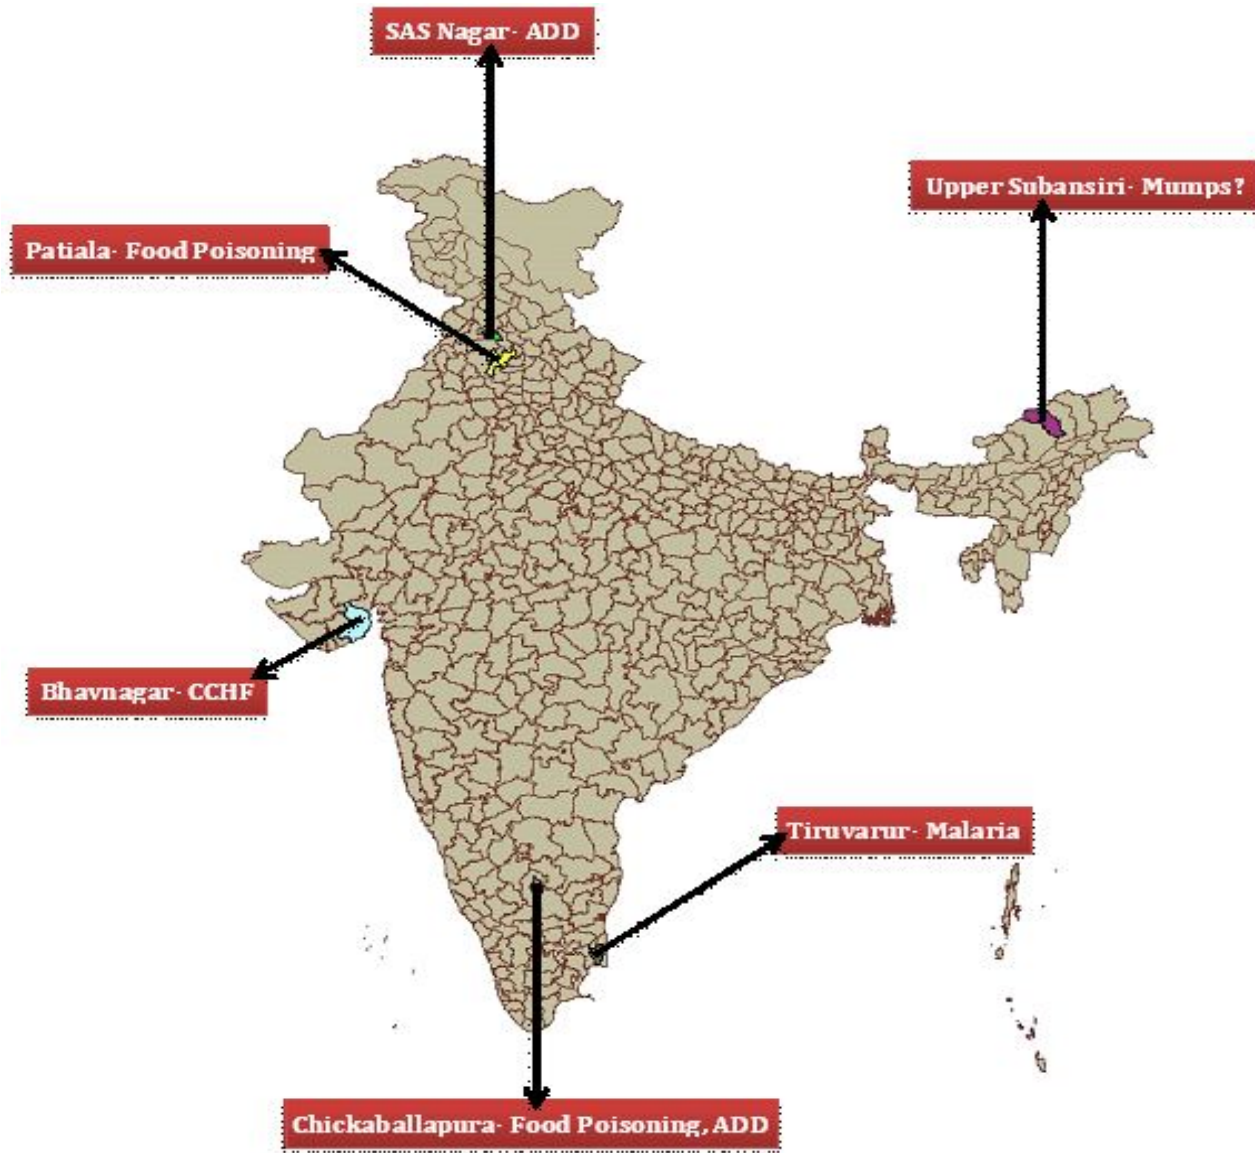 SAS Nagar- ADD
Upper Subansiri- Mumps?
Patiala- Food Poisoning
Bhavnagar- CCHF
Tiruvarur- Malaria
Chickaballapura- Food Poisoning, ADD